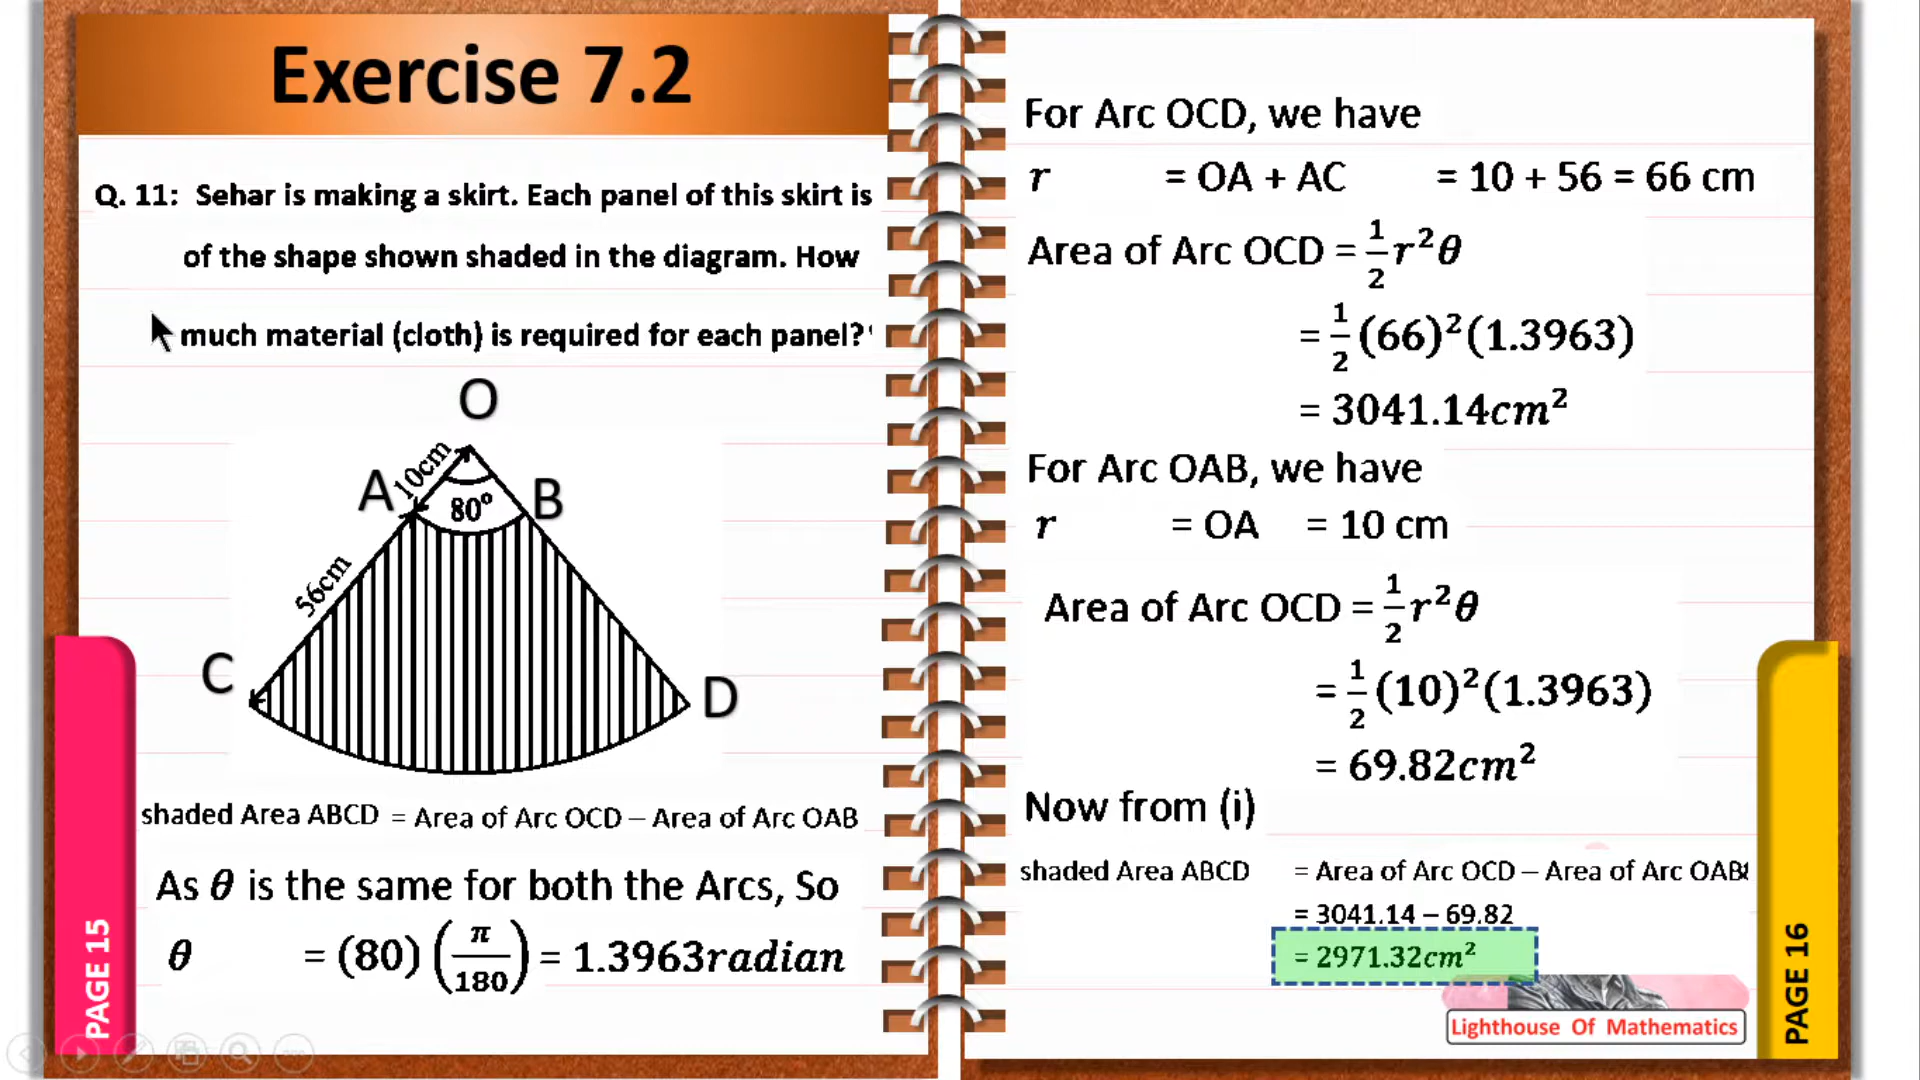 Exercise 7.2
Q. 11: Sehar is making a skirt. Each panel of this skirt is
of the shape shown shaded in the diagram. How
much material (cloth) is required for each panel?'
O
10cm
A
80°
B
56cm
C
D
shaded Area ABCD = Area of Arc OCD – Area of Arc OAB
As θ is the same for both the Arcs, So
θ = (80) (π/180) = 1.3963radian
PAGE 15
For Arc OCD, we have
r = OA + AC = 10 + 56 = 66 cm
Area of Arc OCD = 1/2 r²θ
= 1/2 (66)²(1.3963)
= 3041.14cm²
For Arc OAB, we have
r = OA = 10 cm
Area of Arc OCD = 1/2 r²θ
= 1/2 (10)²(1.3963)
= 69.82cm²
Now from (i)
shaded Area ABCD = Area of Arc OCD – Area of Arc OAB
= 3041.14 – 69.82
= 2971.32cm²
Lighthouse Of Mathematics
PAGE 16